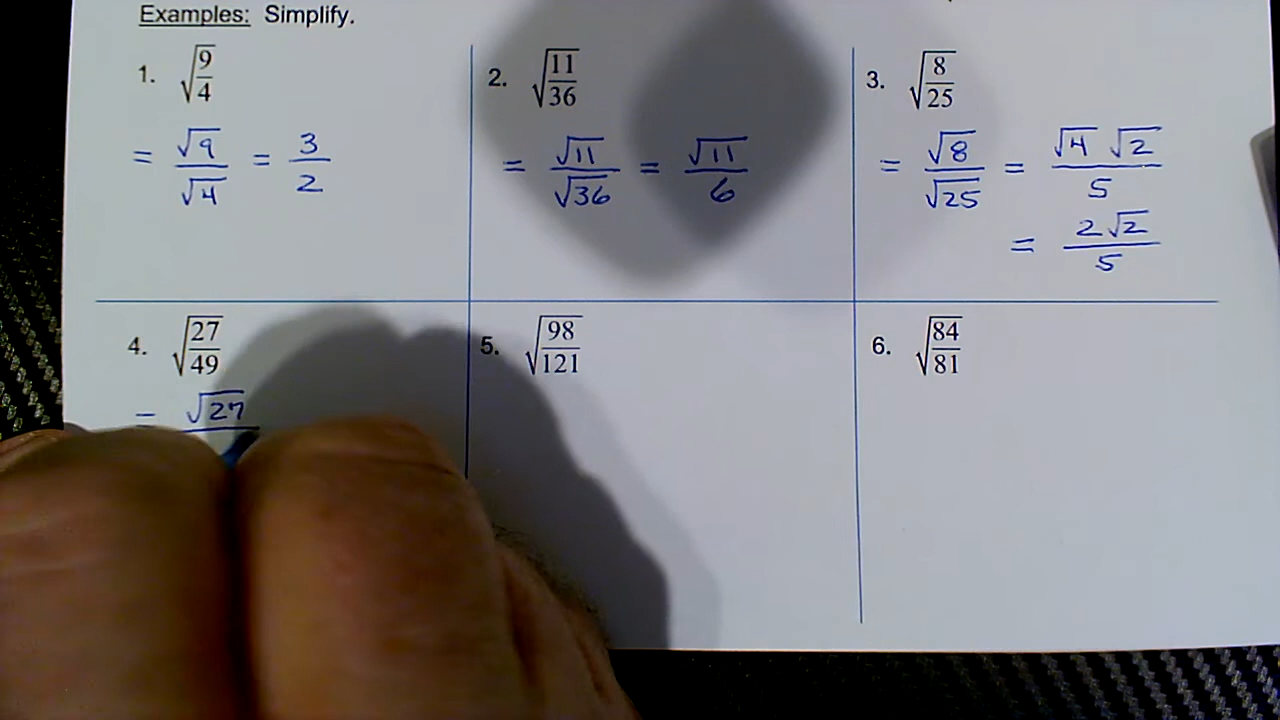 Examples: Simplify.
1. √(9/4)
= √9/√4 = 3/2
2. √(11/36)
= √11/√36 = √11/6
3. √(8/25)
= √8/√25 = √4 √2/5
= 2√2/5
4. √(27/49)
= √27
5. √(98/121)
6. √(84/81)